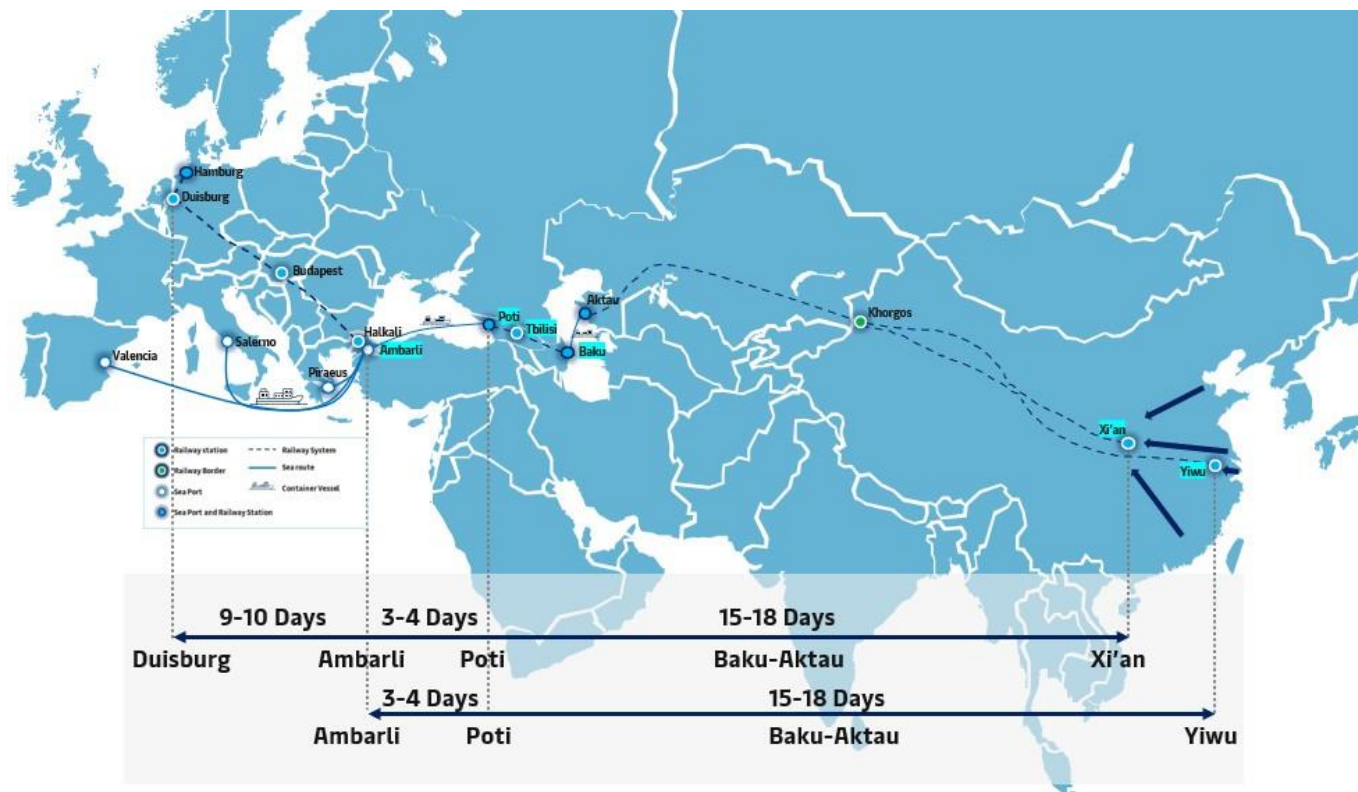 Hamburg
Duisburg
Budapest
Halkali
Ambarli
Poti
Tbilisi
Baku
Aktau
Khorgos
Valencia
Salerno
Piraeus
Xi'an
Yiwu
Railway station
Railway Border
Sea Port
Sea Port and Railway Station
Railway System
Sea route
Container Vessel
9-10 Days 3-4 Days 15-18 Days
Duisburg Ambarli Poti Baku-Aktau Xi'an
3-4 Days 15-18 Days
Ambarli Poti Baku-Aktau Yiwu